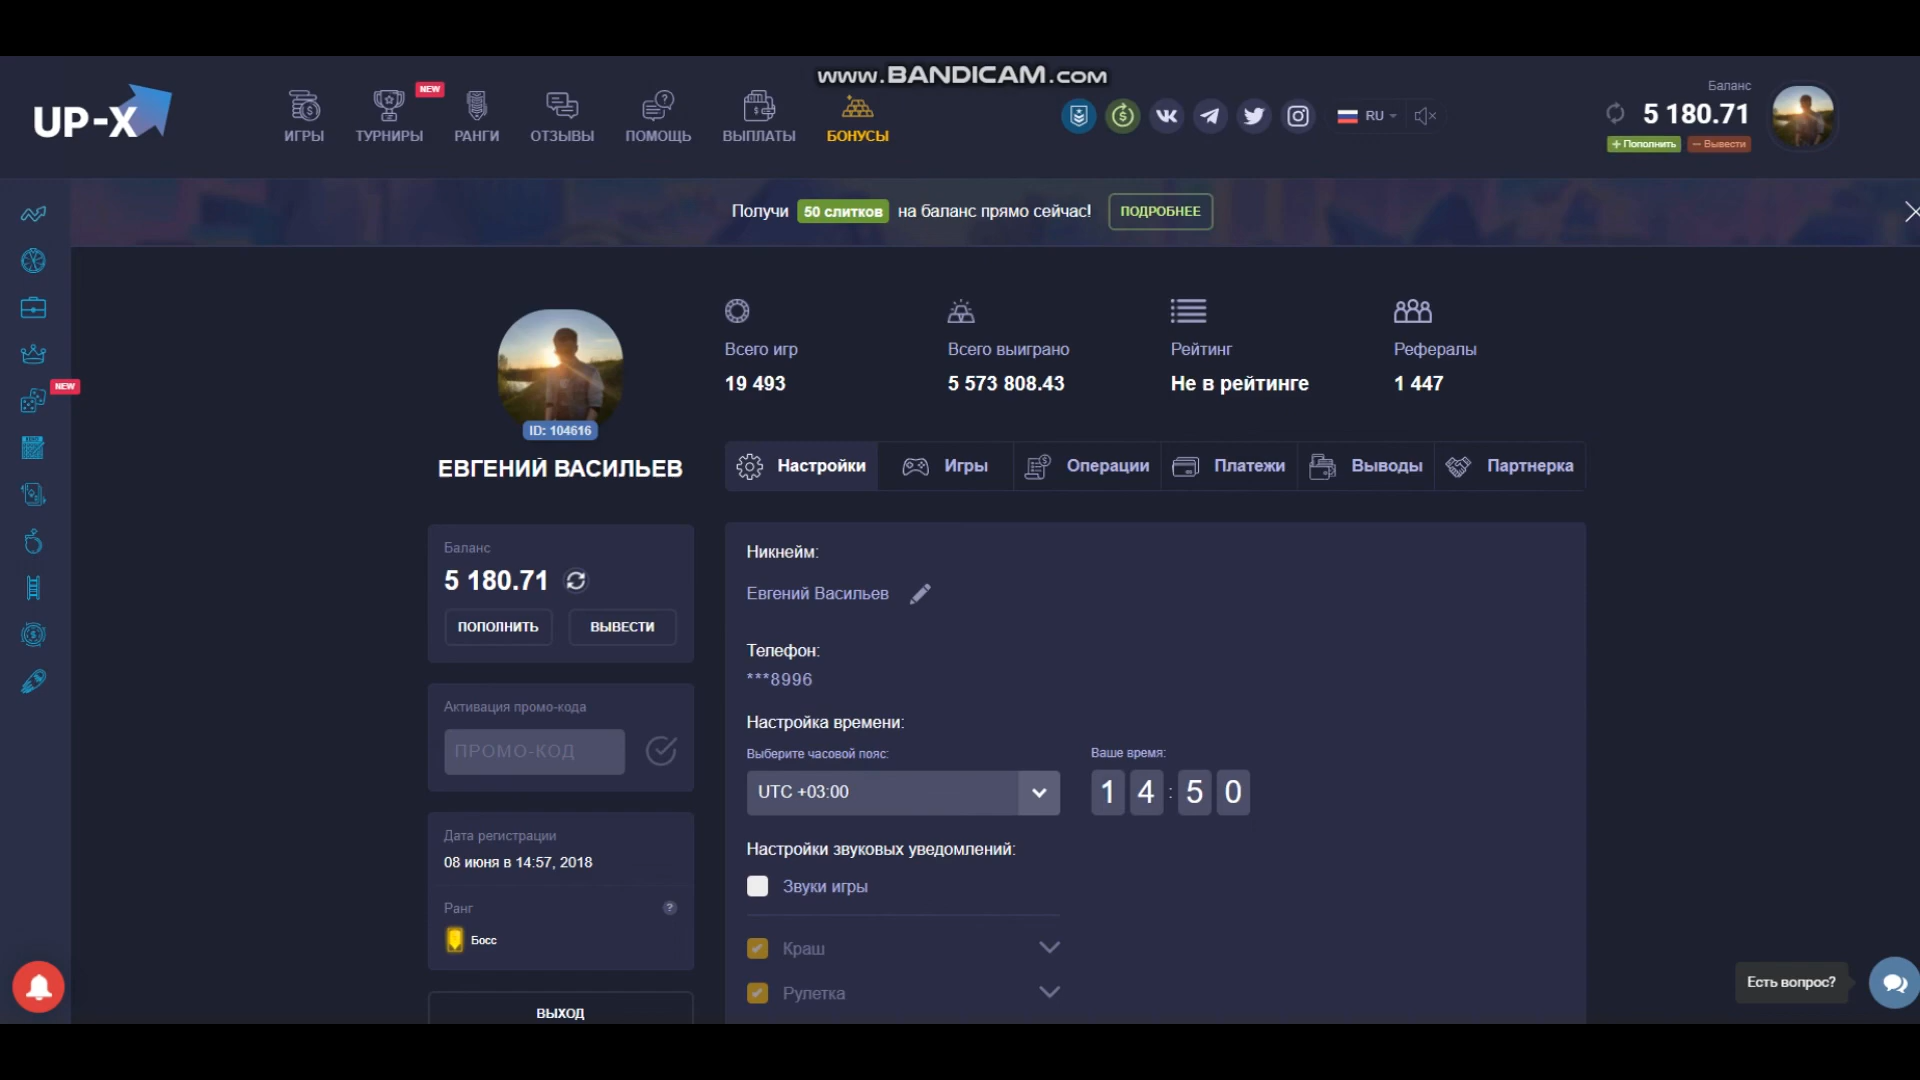 www.BANDICAM.com
UP-X
ИГРЫ
ТУРНИРЫ
NEW
РАНГИ
ОТЗЫВЫ
ПОМОЩЬ
ВЫПЛАТЫ
БОНУСЫ
RU
Баланс
5 180.71
+ Пополнить
− Вывести
Получи 50 слитков на баланс прямо сейчас! ПОДРОБНЕЕ
NEW
ID: 104616
ЕВГЕНИЙ ВАСИЛЬЕВ
Всего игр
19 493
Всего выиграно
5 573 808.43
Рейтинг
Не в рейтинге
Рефералы
1 447
Настройки
Игры
Операции
Платежи
Выводы
Партнерка
Баланс
5 180.71
ПОПОЛНИТЬ
ВЫВЕСТИ
Активация промо-кода
ПРОМО-КОД
Дата регистрации
08 июня в 14:57, 2018
Ранг
?
Босс
ВЫХОД
Никнейм:
Евгений Васильев
Телефон:
***8996
Настройка времени:
Выберите часовой пояс:
UTC +03:00
Ваше время:
14:50
Настройки звуковых уведомлений:
Звуки игры
Краш
Рулетка
Есть вопрос?